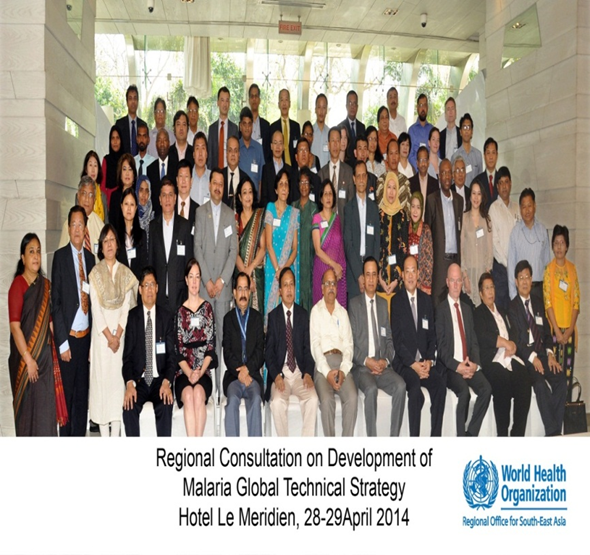 Regional Consultation on Development of
Malaria Global Technical Strategy
Hotel Le Meridien, 28-29April 2014
World Health
Organization
Regional Office for South-East Asia